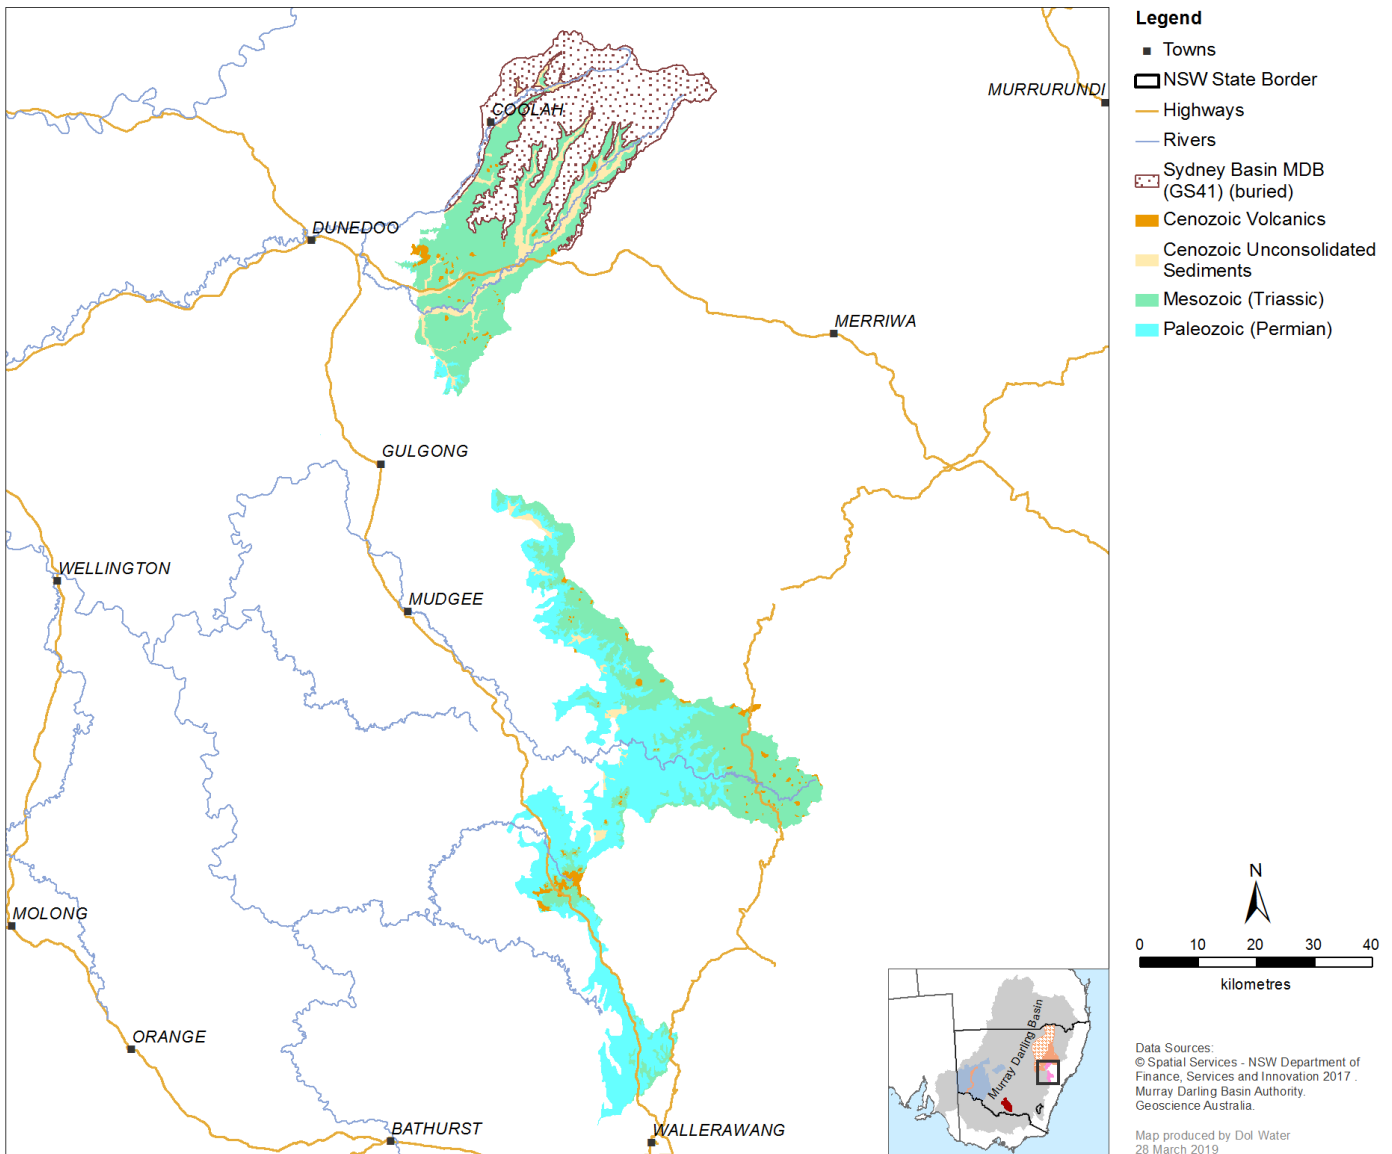 MURRURUNDI
COOLAH
DUNEDOO
MERRIWA
GULGONG
WELLINGTON
MUDGEE
MOLONG
ORANGE
BATHURST
WALLERAWANG
Murray Darling Basin
Legend
Towns
NSW State Border
Highways
Rivers
Sydney Basin MDB
(GS41) (buried)
Cenozoic Volcanics
Cenozoic Unconsolidated
Sediments
Mesozoic (Triassic)
Paleozoic (Permian)
N
0 10 20 30 40
kilometres
Data Sources:
© Spatial Services - NSW Department of
Finance, Services and Innovation 2017 .
Murray Darling Basin Authority.
Geoscience Australia.
Map produced by DoI Water
28 March 2019